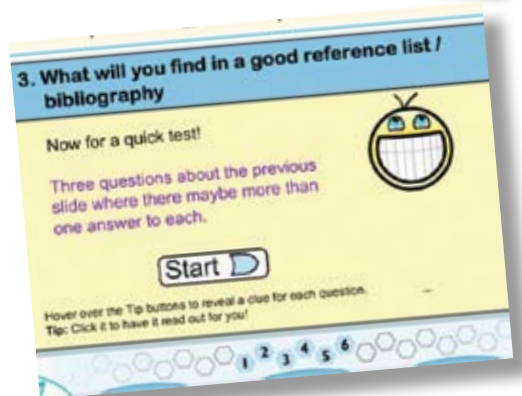 3. What will you find in a good reference list /
bibliography
Now for a quick test!
Three questions about the previous
slide where there maybe more than
one answer to each.
Start
Hover over the Tip buttons to reveal a clue for each question.
Tip: Click it to have it read out for you!
1 2 3 4 5 6